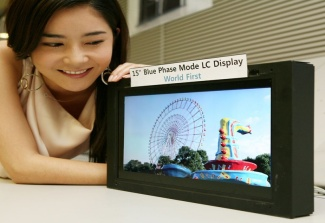 15" Blue Phase Mode LC Display
World First